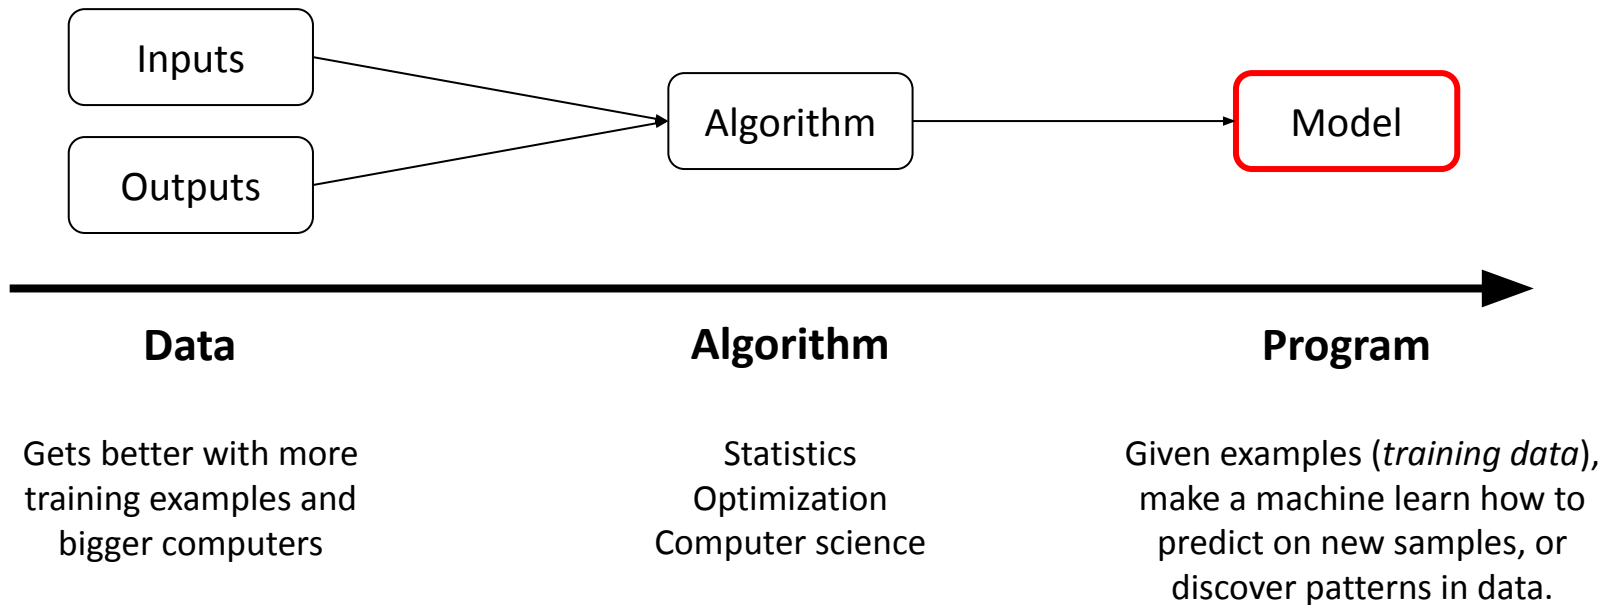 Inputs
Outputs
Algorithm
Model
Data
Algorithm
Program
Gets better with more
training examples and
bigger computers
Statistics
Optimization
Computer science
Given examples (training data),
make a machine learn how to
predict on new samples, or
discover patterns in data.